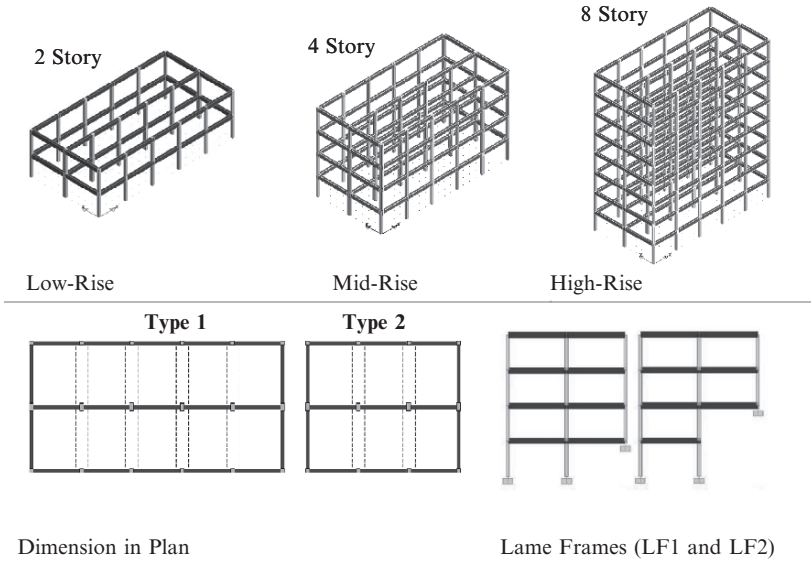 2 Story
4 Story
8 Story
Low-Rise
Mid-Rise
High-Rise
Type 1
Type 2
Dimension in Plan
Lame Frames (LF1 and LF2)